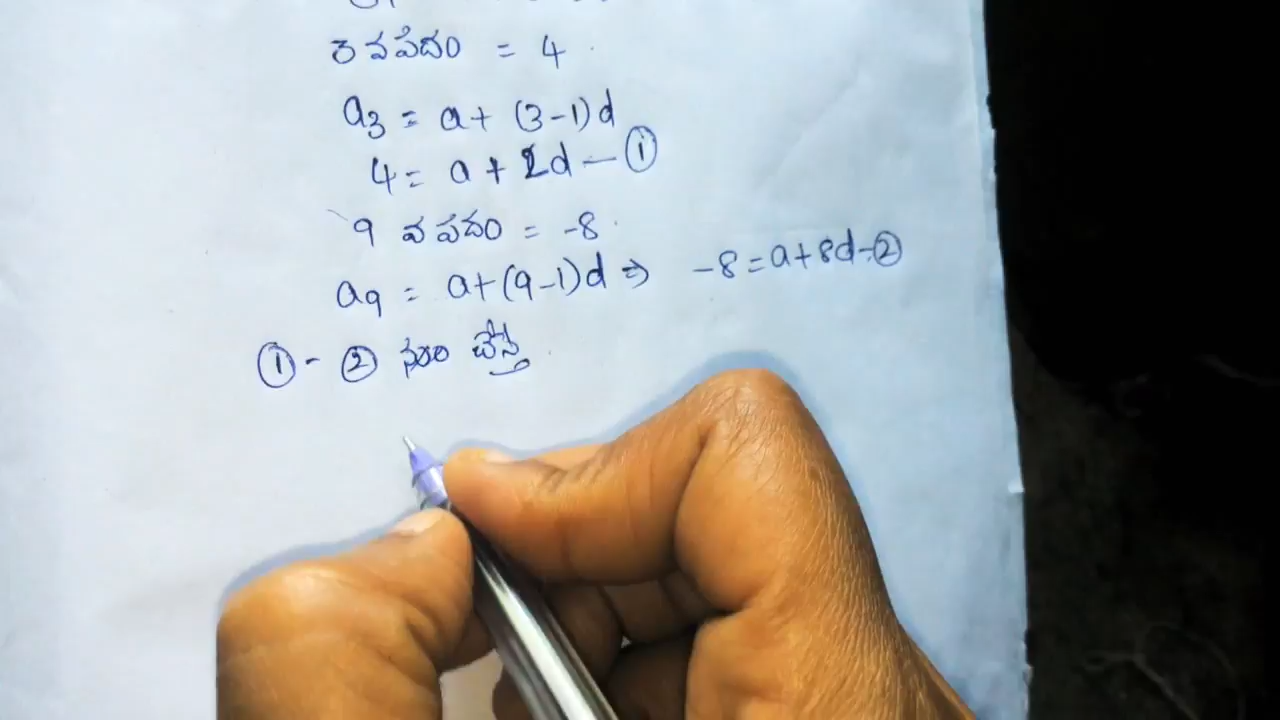 3 వ పదం = 4
a3 = a + (3-1)d
4 = a + 2d — ①
9 వ పదం = -8
a9 = a+(9-1)d ⇒ -8 = a+8d-②
① - ② నుండి చేస్తే